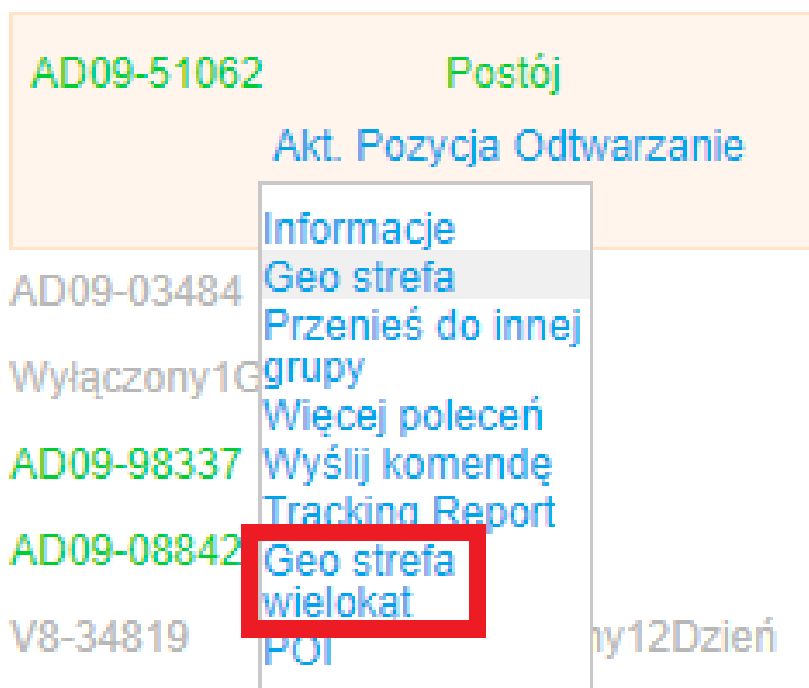 AD09-51062 Postój
Akt. Pozycja Odtwarzanie
Informacje
AD09-03484 Geo strefa
Przenieś do innej
Wyłączony1G grupy
Więcej poleceń
AD09-98337 Wyślij komendę
Tracking Report
AD09-08842 Geo strefa
wielokąt
V8-34819 POI ny12Dzień